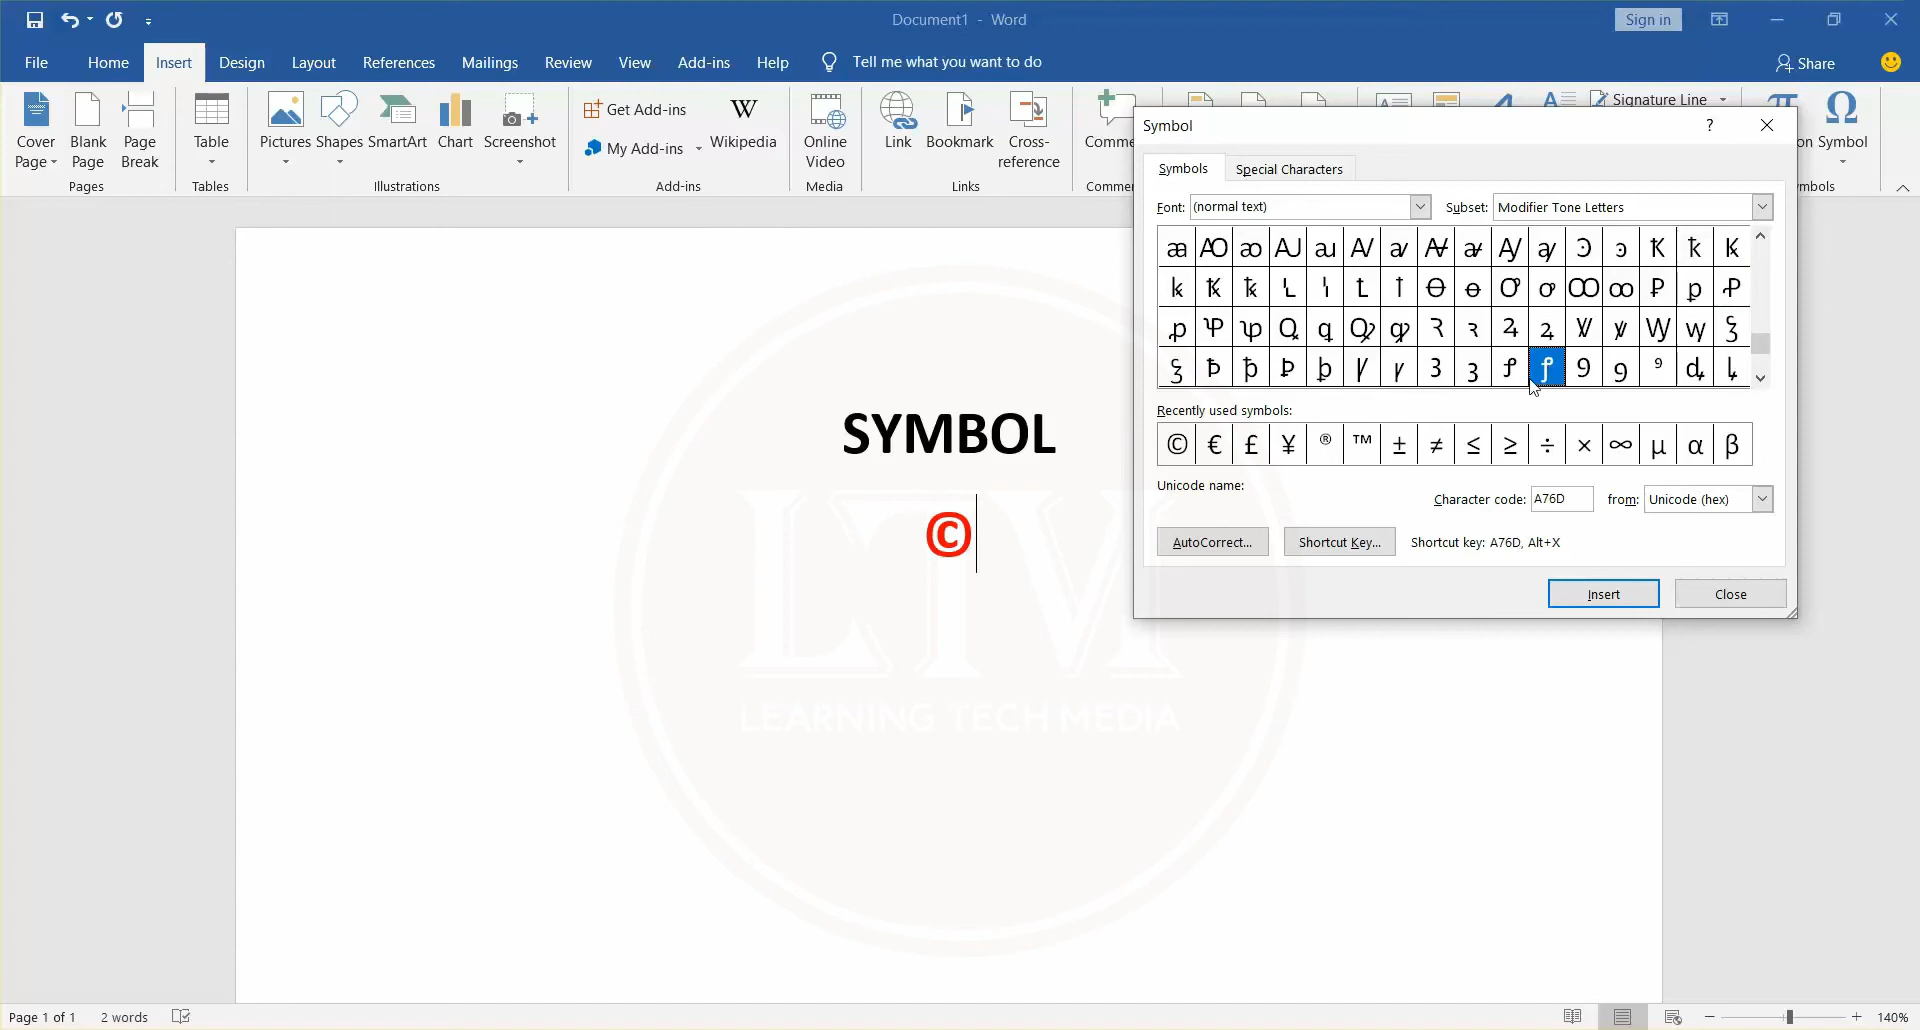 Document1 - Word
Sign in
File Home Insert Design Layout References Mailings Review View Add-ins Help Tell me what you want to do
Share
Cover Page
Blank Page
Page Break
Pages
Table
Tables
Pictures
Shapes
SmartArt
Chart
Screenshot
Illustrations
Get Add-ins
My Add-ins
Wikipedia
Add-ins
Online Video
Media
Link
Bookmark
Cross-reference
Links
Signature Line
Symbol
Symbol
?
Symbols
Special Characters
Font: (normal text)
Subset: Modifier Tone Letters
Recently used symbols:
© € £ ¥ ® ™ ± ≠ ≤ ≥ ÷ × ∞ µ α β
Unicode name:
Character code: A76D from: Unicode (hex)
AutoCorrect...
Shortcut Key...
Shortcut key: A76D, Alt+X
Insert
Close
SYMBOL
©
LTM
LEARNING TECH MEDIA
Page 1 of 1
2 words
140%